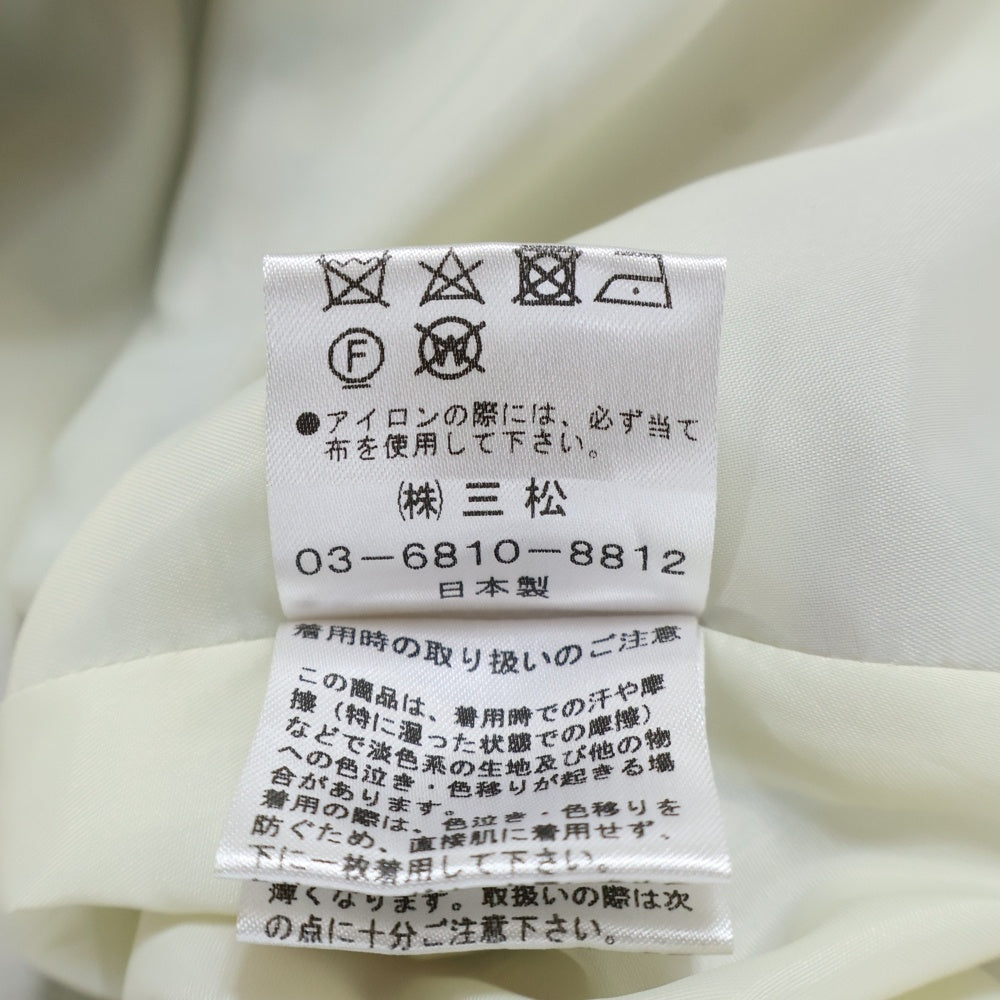 F
W
●アイロンの際には、必ず当て
布を使用して下さい。
㈱三松
03-6810-8812
日本製
着用時の取り扱いのご注意
この商品は、着用時での汗や摩
擦(特に湿った状態での摩擦)
などで淡色系の生地及び他の物
への色泣き・色移りが起きる場
合があります。
着用の際は、色泣き・色移りを
防ぐため、直接肌に着用せず、
下に一枚着用して下さい。
薄くなります。取扱いの際は次
の点に十分ご注意下さい。